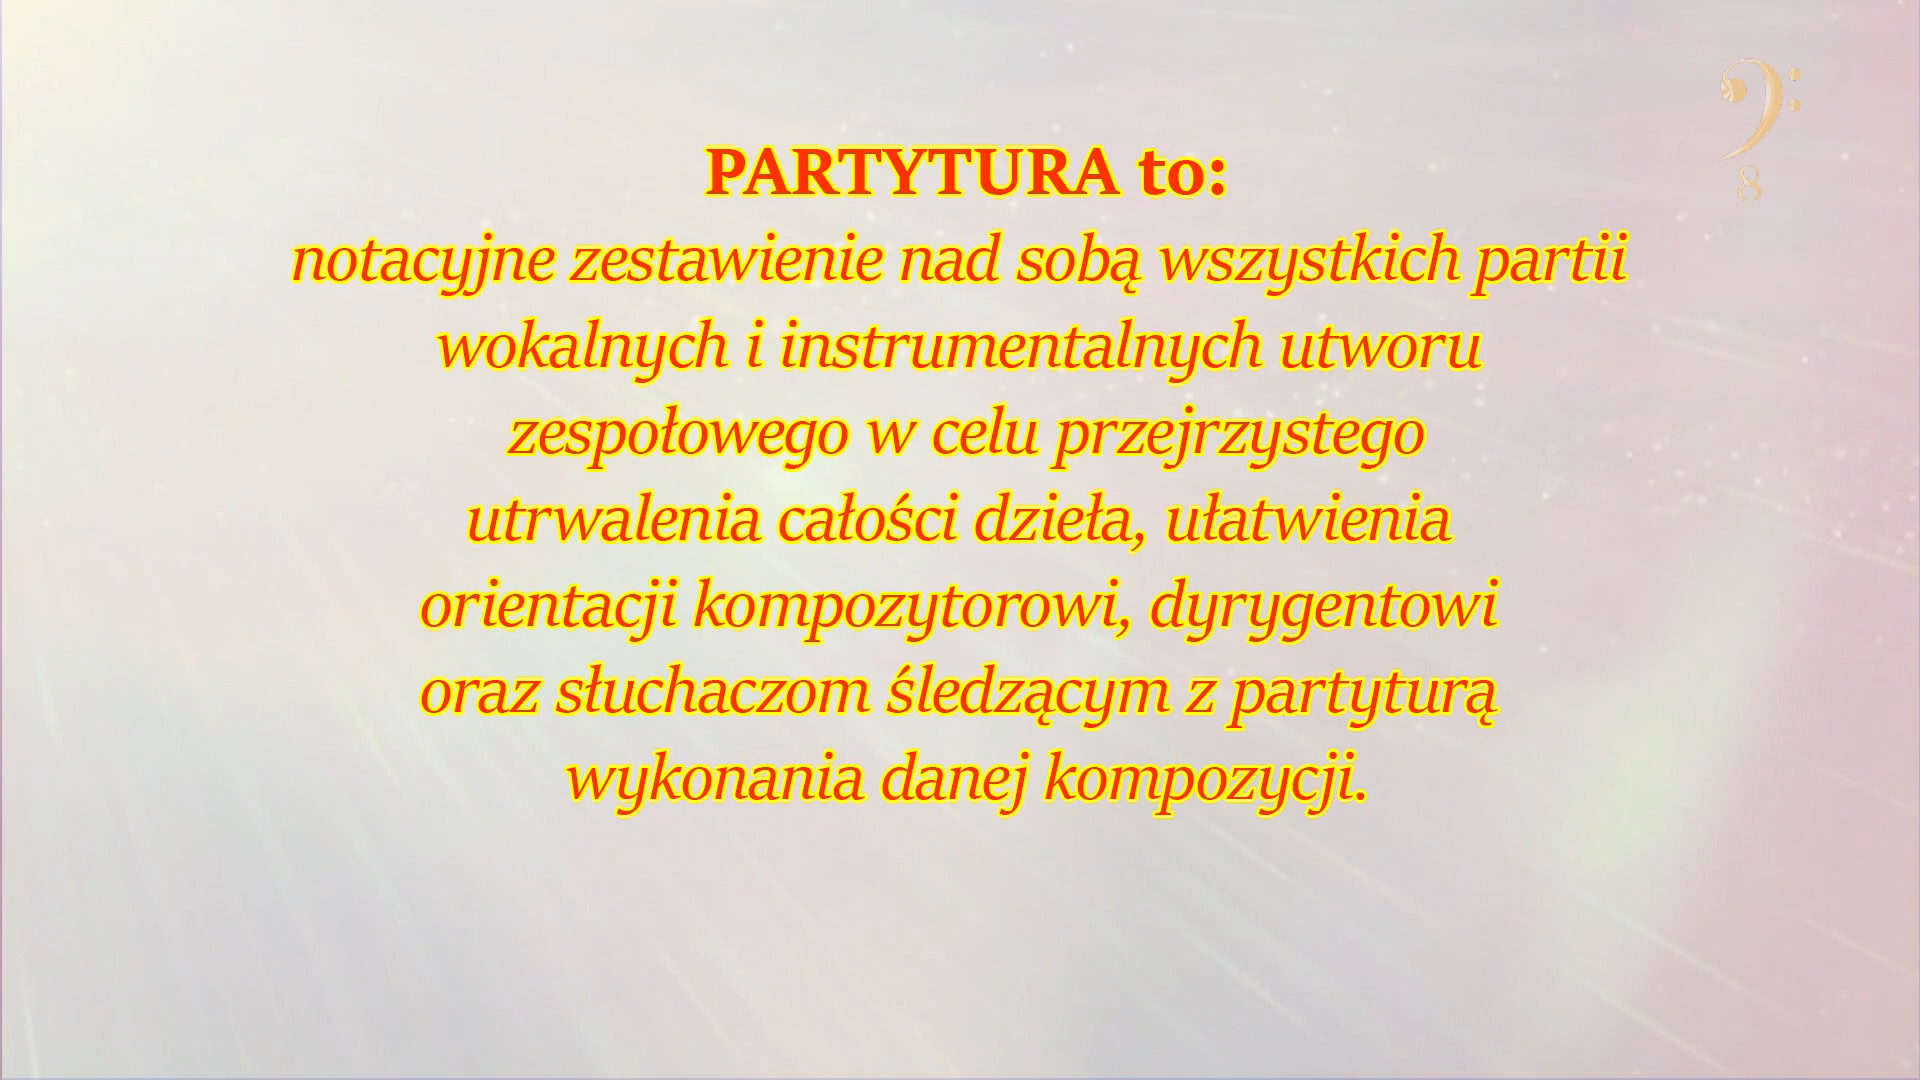 PARTYTURA to:
notacyjne zestawienie nad sobą wszystkich partii
wokalnych i instrumentalnych utworu
zespołowego w celu przejrzystego
utrwalenia całości dzieła, ułatwienia
orientacji kompozytorowi, dyrygentowi
oraz słuchaczom śledzącym z partyturą
wykonania danej kompozycji.
8